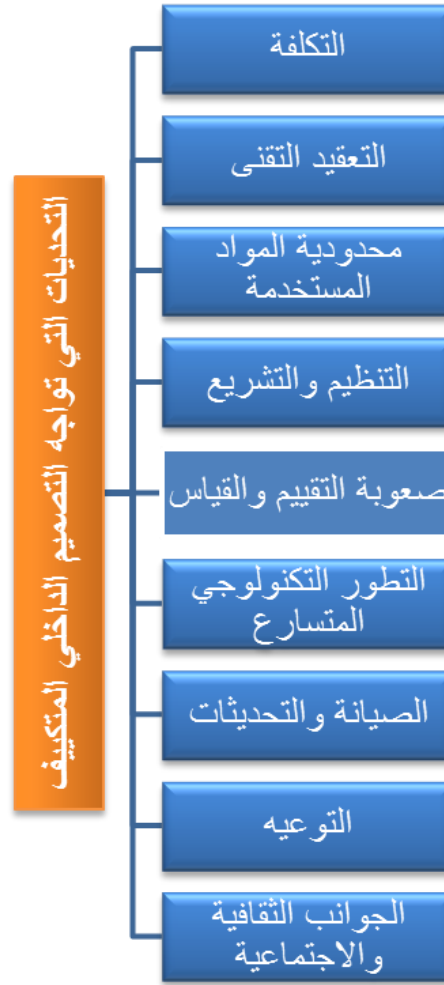 التحديات التي تواجه التصميم الداخلي المتكييف
التكلفة
التعقيد التقنى
محدودية المواد
المستخدمة
التنظيم والتشريع
صعوبة التقييم والقياس
التطور التكنولوجي
المتسارع
الصيانة والتحديثات
التوعيه
الجوانب الثقافية
والاجتماعية